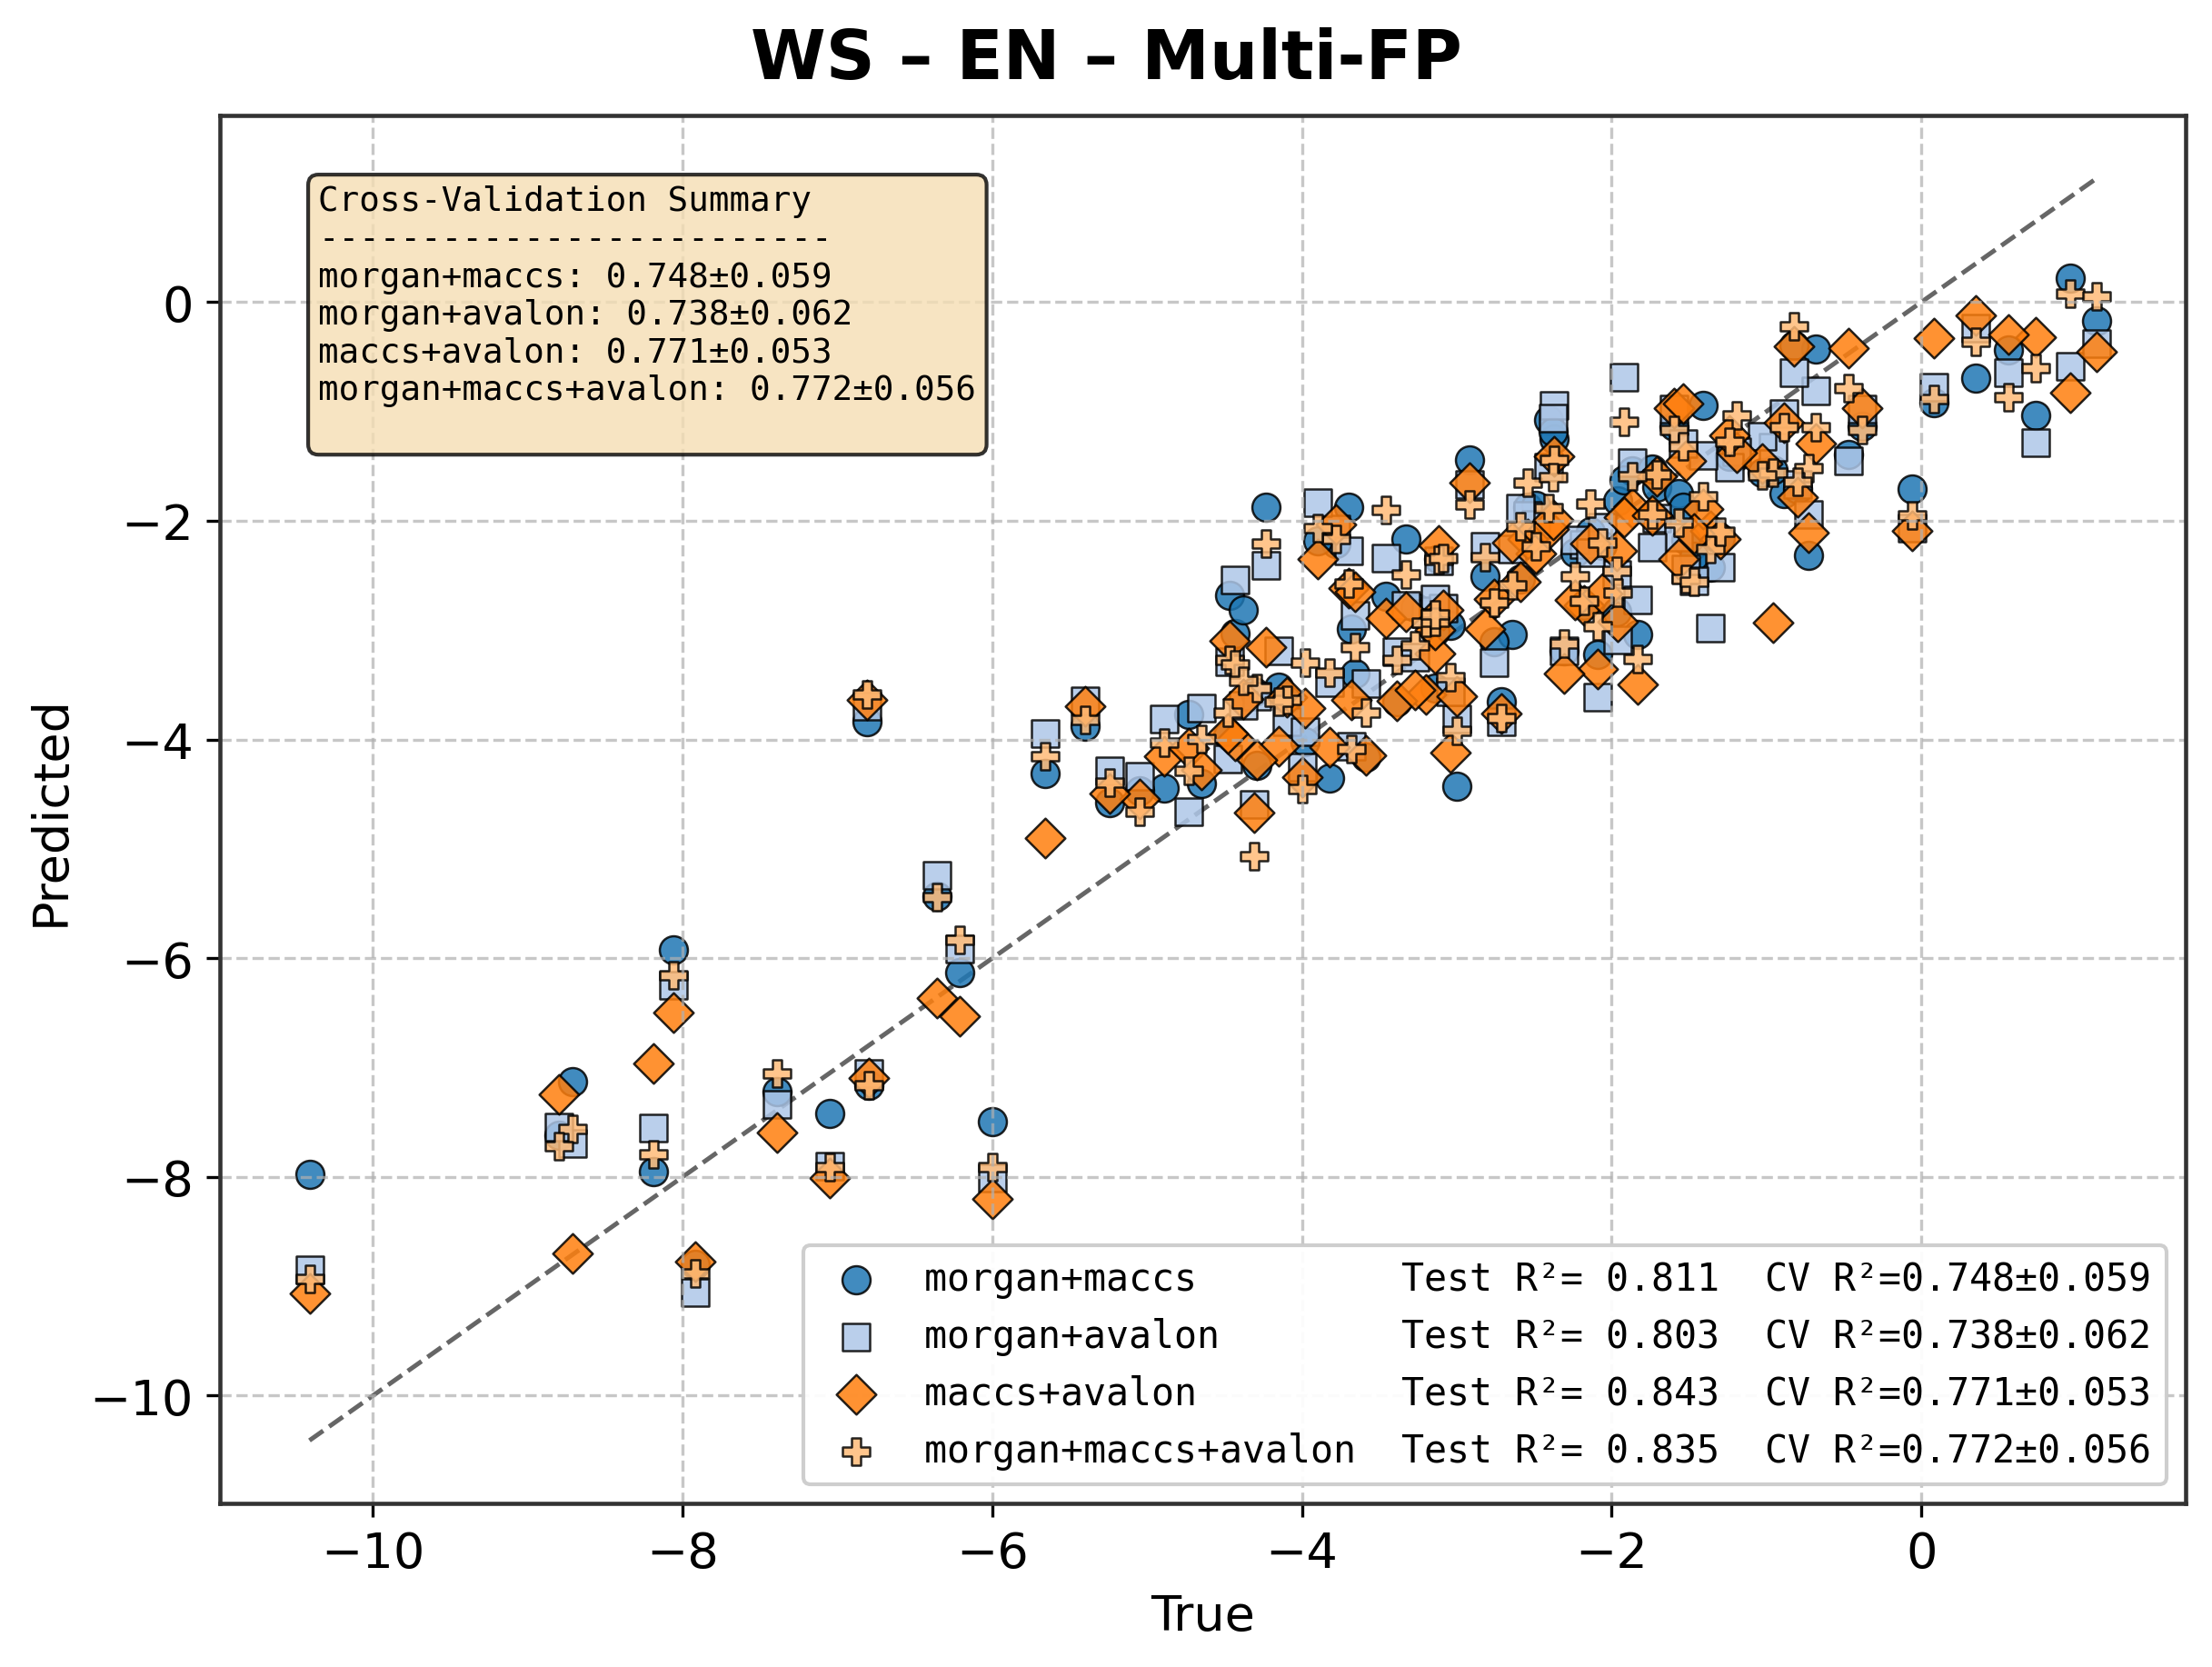 WS – EN – Multi-FP
Cross-Validation Summary
-------------------------
morgan+maccs: 0.748±0.059
morgan+avalon: 0.738±0.062
maccs+avalon: 0.771±0.053
morgan+maccs+avalon: 0.772±0.056
Predicted
0
−2
−4
−6
−8
−10
morgan+maccs Test R²= 0.811 CV R²=0.748±0.059
morgan+avalon Test R²= 0.803 CV R²=0.738±0.062
maccs+avalon Test R²= 0.843 CV R²=0.771±0.053
morgan+maccs+avalon Test R²= 0.835 CV R²=0.772±0.056
−10 −8 −6 −4 −2 0
True